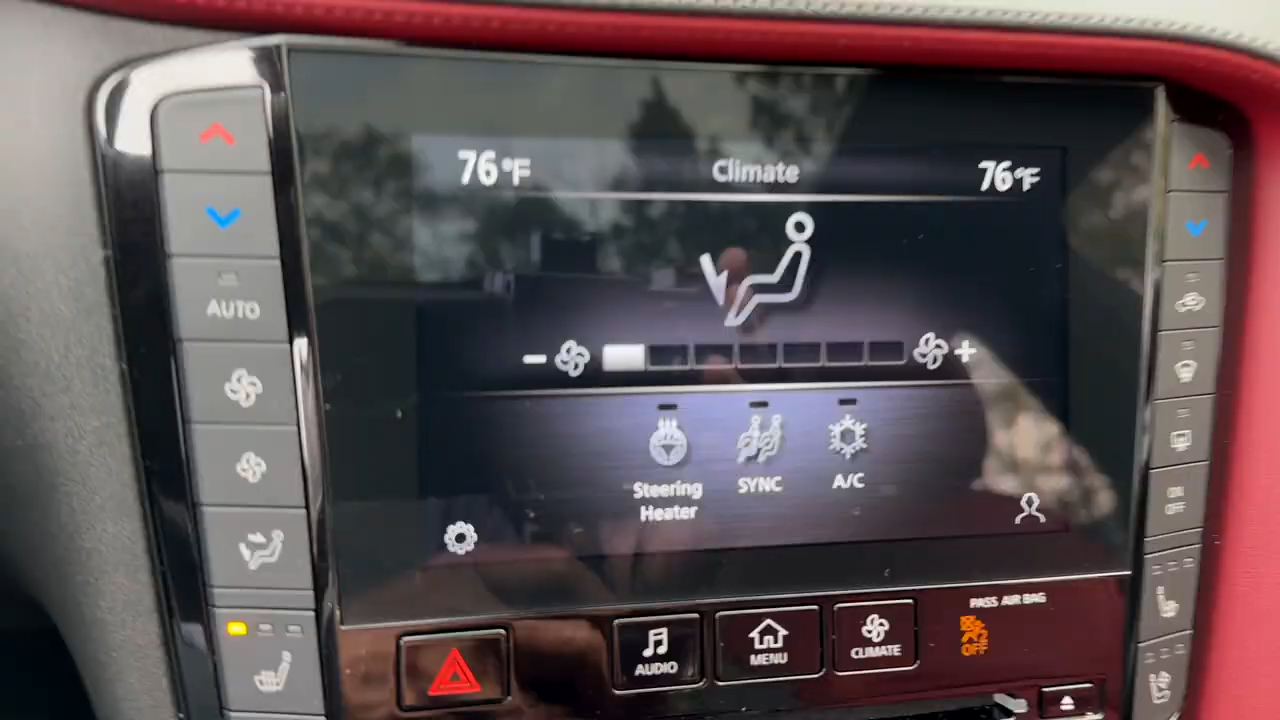 76°F Climate 76°F
AUTO
- +
Steering
Heater
SYNC
A/C
ON
OFF
PASS AIR BAG
OFF
AUDIO
MENU
CLIMATE